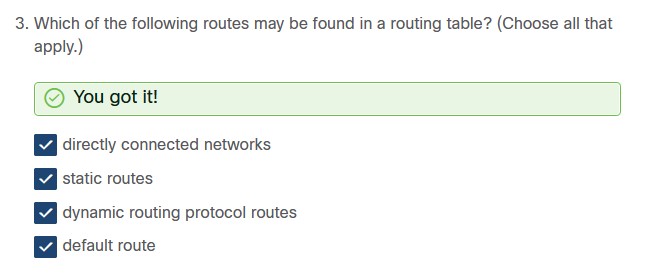 3. Which of the following routes may be found in a routing table? (Choose all that
apply.)
You got it!
directly connected networks
static routes
dynamic routing protocol routes
default route